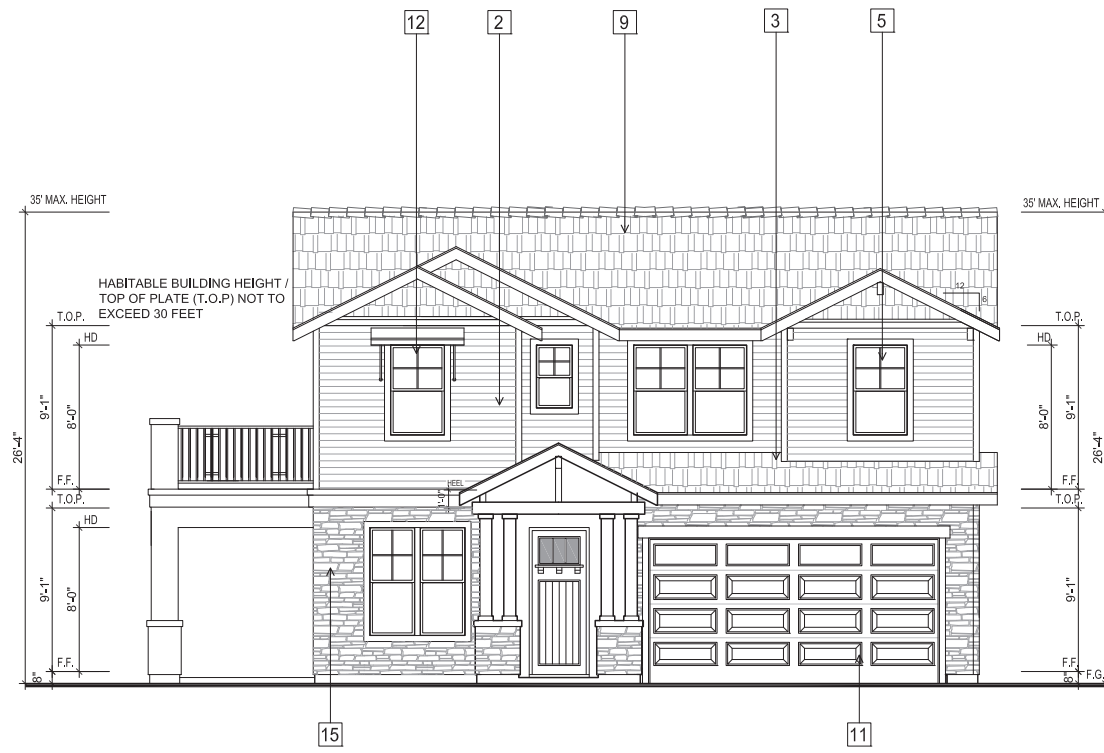 12
2
9
3
5
35' MAX. HEIGHT
35' MAX. HEIGHT
HABITABLE BUILDING HEIGHT /
TOP OF PLATE (T.O.P) NOT TO
EXCEED 30 FEET
12
6
T.O.P.
T.O.P.
HD
HD
9'-1"
8'-0"
8'-0"
9'-1"
26'-4"
26'-4"
F.F.
HEEL
1'-0"
F.F.
T.O.P.
T.O.P.
HD
9'-1"
8'-0"
9'-1"
F.F.
F.F.
8"
8"
F.G.
15
11